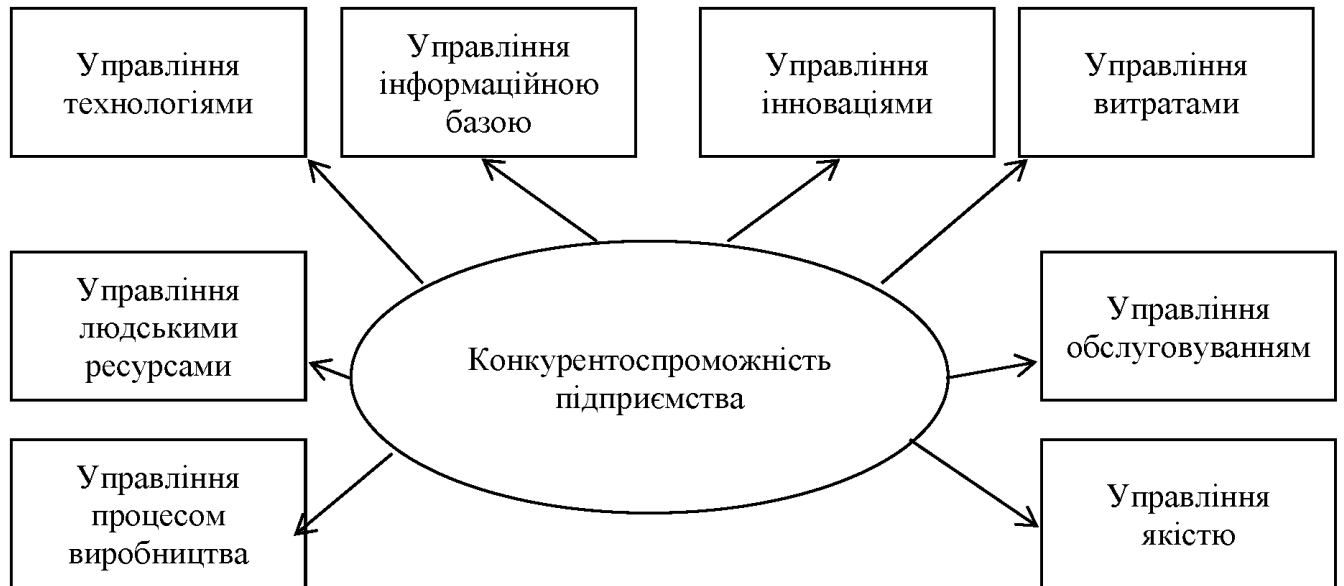 Управління
технологіями
Управління
інформаційною
базою
Управління
інноваціями
Управління
витратами
Управління
людськими
ресурсами
Конкурентоспроможність
підприємства
Управління
обслуговуванням
Управління
процесом
виробництва
Управління
якістю